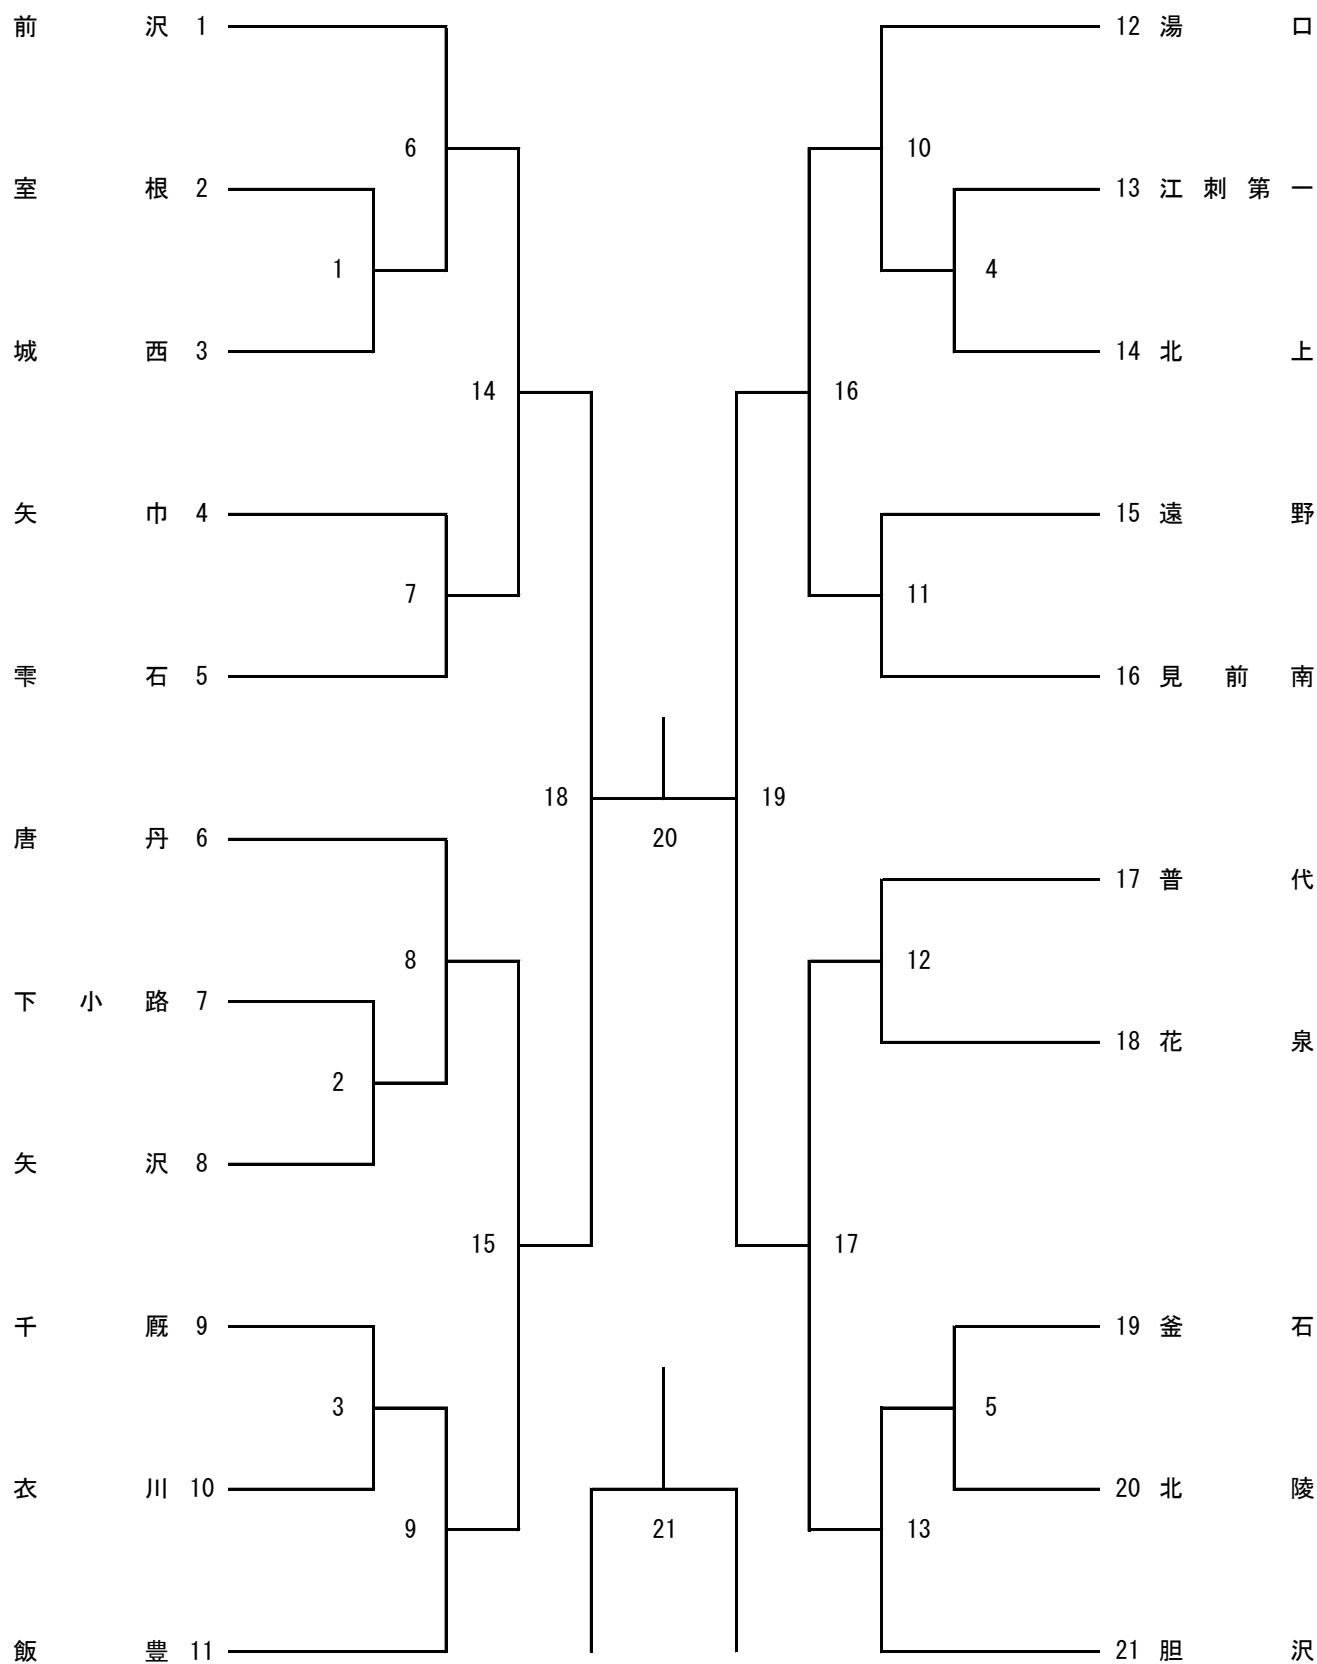 前沢 1
12 湯口
6
10
室根 2
13 江刺第一
1
4
城西 3
14 北上
14
16
矢巾 4
15 遠野
7
11
雫石 5
16 見前南
18
19
20
唐丹 6
17 普代
8
12
下小路 7
18 花泉
2
矢沢 8
15
17
千厩 9
19 釜石
3
5
衣川 10
20 北陵
9
21
13
飯豊 11
21 胆沢